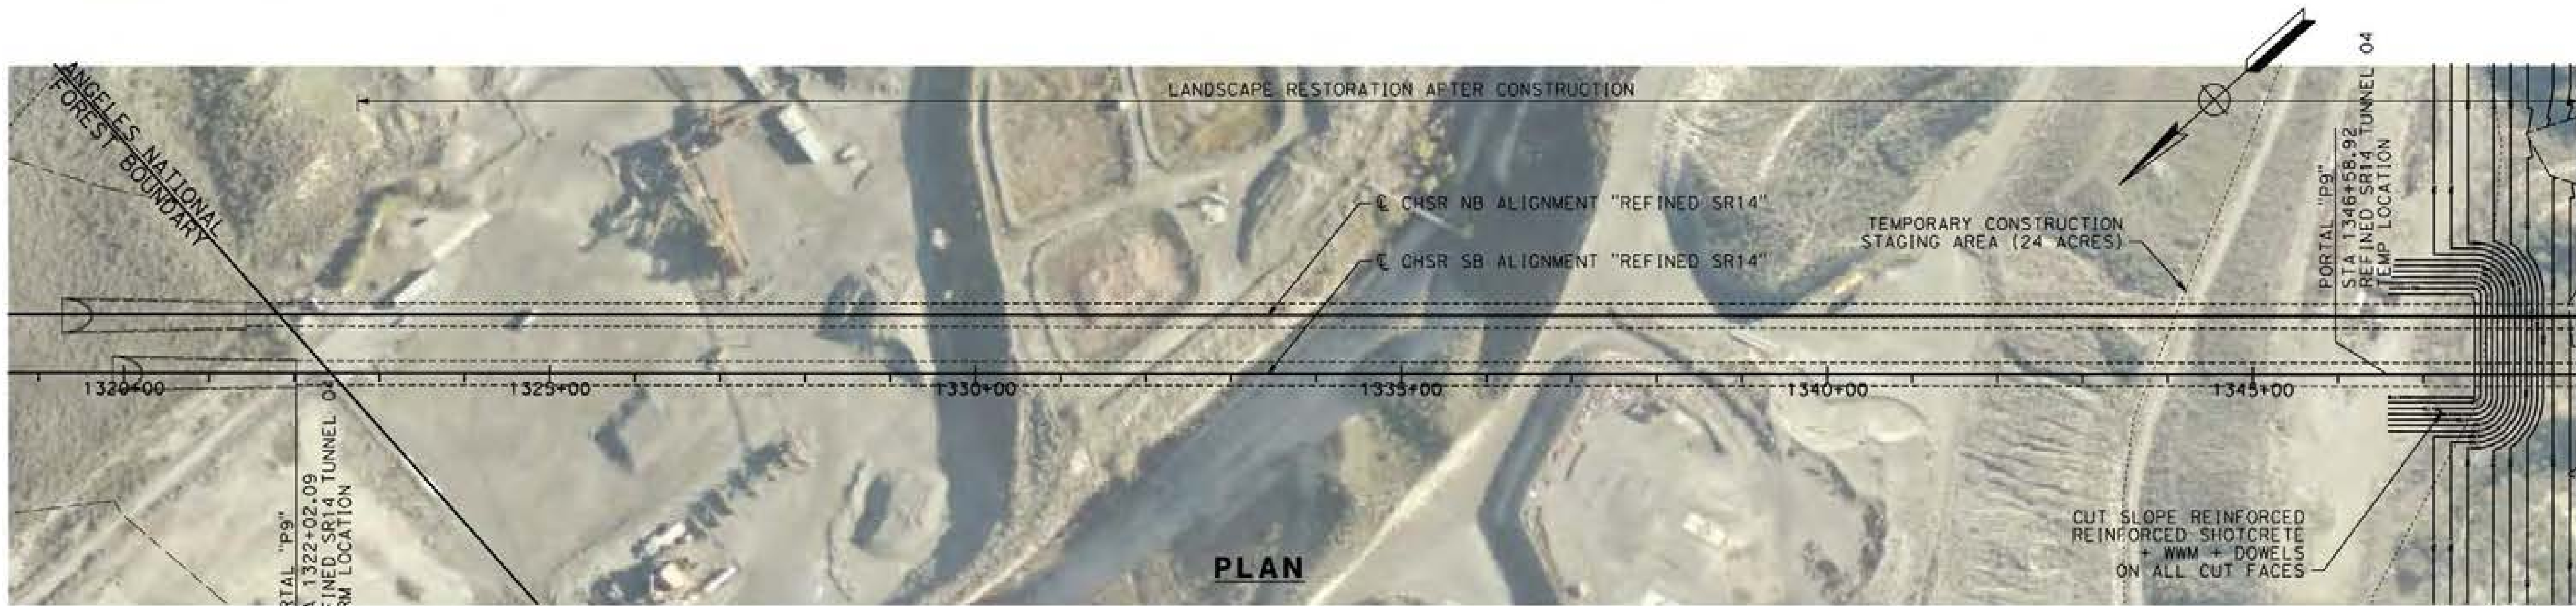 ANGELES NATIONAL
FOREST BOUNDARY
LANDSCAPE RESTORATION AFTER CONSTRUCTION
℄ CHSR NB ALIGNMENT "REFINED SR14"
℄ CHSR SB ALIGNMENT "REFINED SR14"
TEMPORARY CONSTRUCTION
STAGING AREA (24 ACRES)
PORTAL "P9"
STA 1346+58.92
REFINED SR14 TUNNEL 04
TEMP LOCATION
1320+00
1325+00
1330+00
1335+00
1340+00
1345+00
RTAL "P9"
A 1322+02.09
FINED SR14 TUNNEL 04
RM LOCATION
CUT SLOPE REINFORCED
REINFORCED SHOTCRETE
+ WWM + DOWELS
ON ALL CUT FACES
PLAN